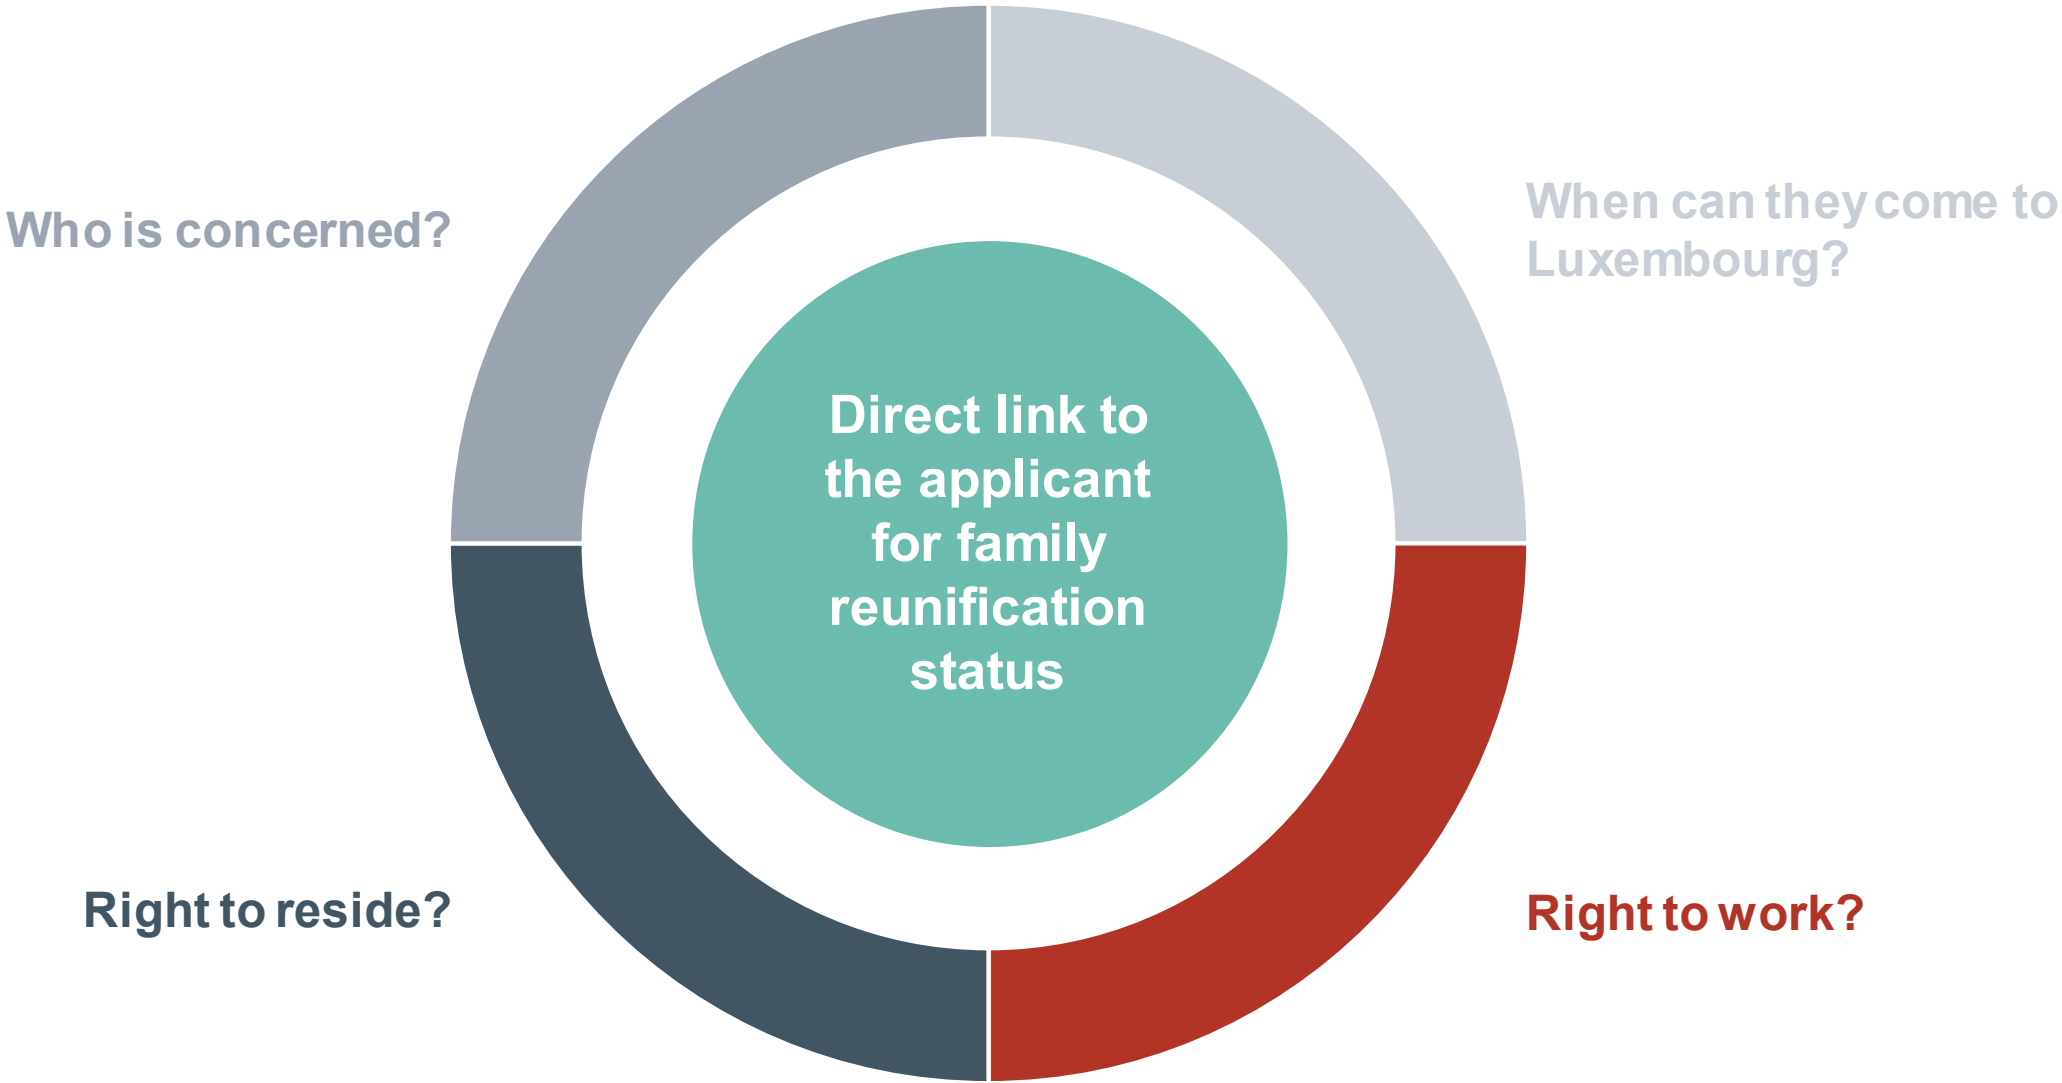 Who is concerned?
When can they come to
Luxembourg?
Direct link to
the applicant
for family
reunification
status
Right to reside?
Right to work?